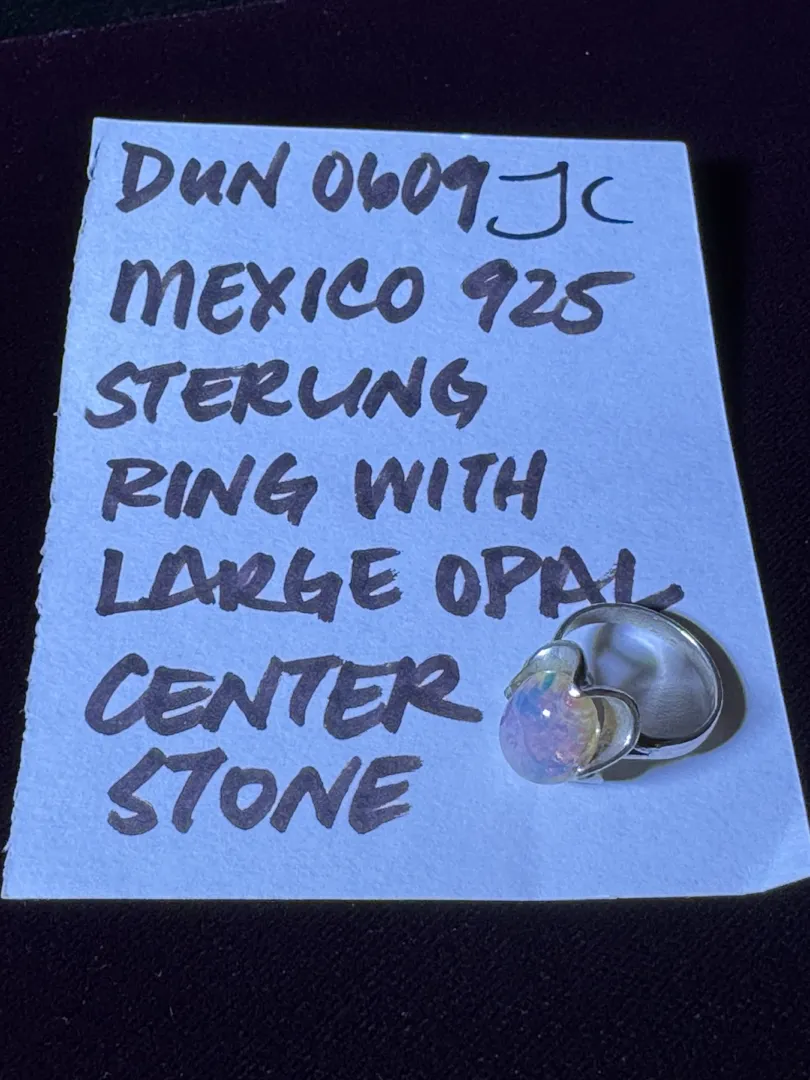 DUN 0609 JC
MEXICO 925
STERLING
RING WITH
LARGE OPAL
CENTER
STONE